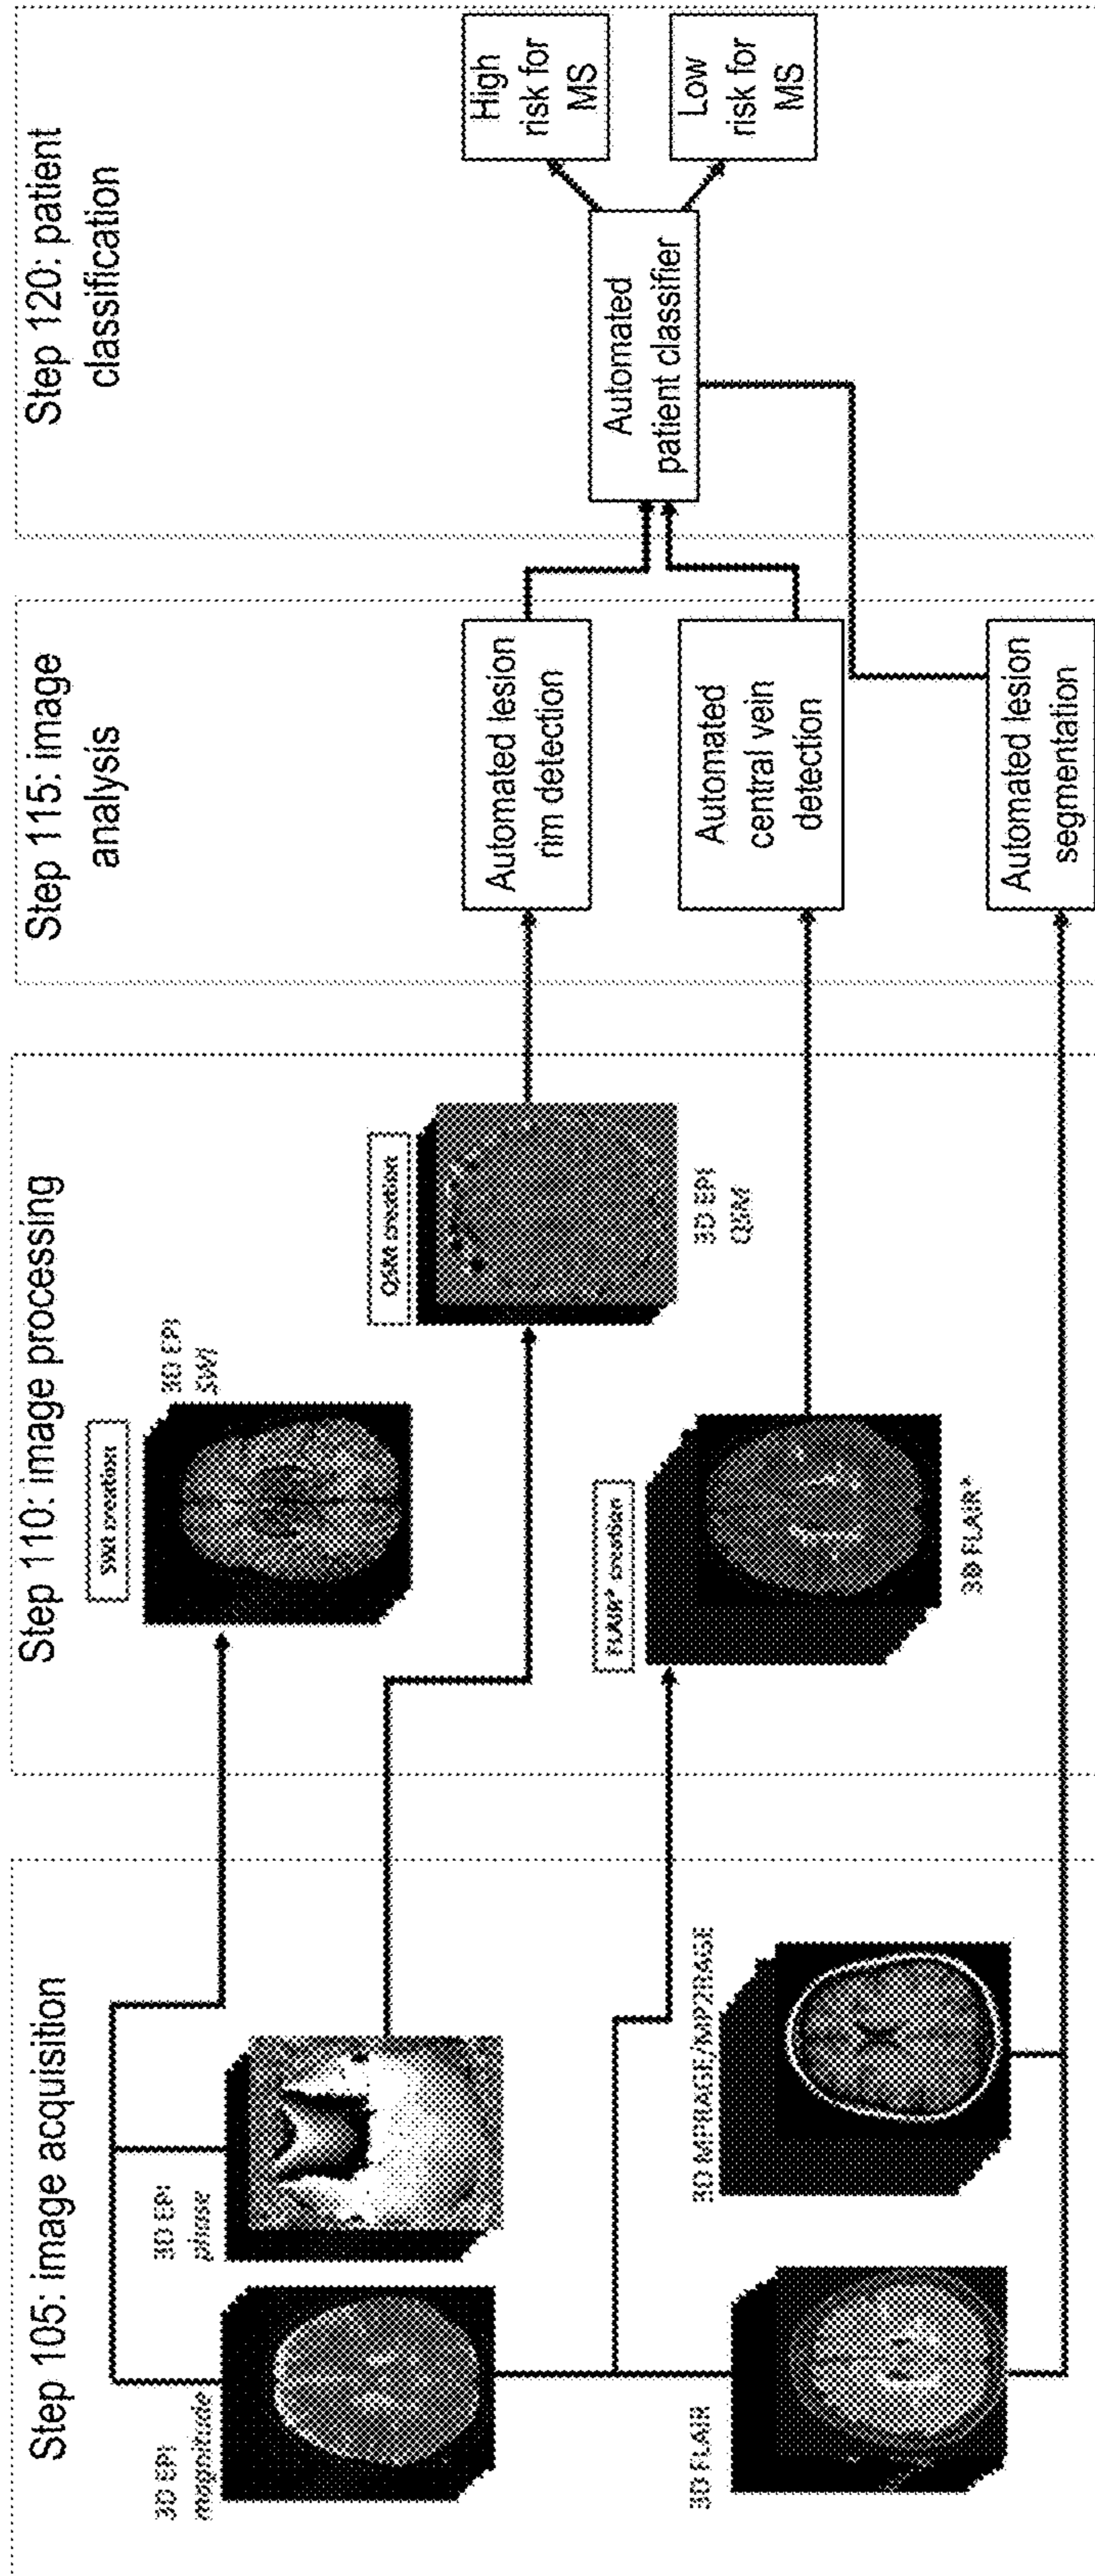 Step 105: image acquisition
3D EPI
magnitude
3D EPI
phase
3D FLAIR
3D MPRAGE/MP2RAGE
Step 110: image processing
SWI creation
3D EPI
SWI
QSM creation
3D EPI
QSM
FLAIR* creation
3D FLAIR*
Step 115: image
analysis
Automated lesion
rim detection
Automated
central vein
detection
Automated lesion
segmentation
Step 120: patient
classification
Automated
patient classifier
High
risk for
MS
Low
risk for
MS